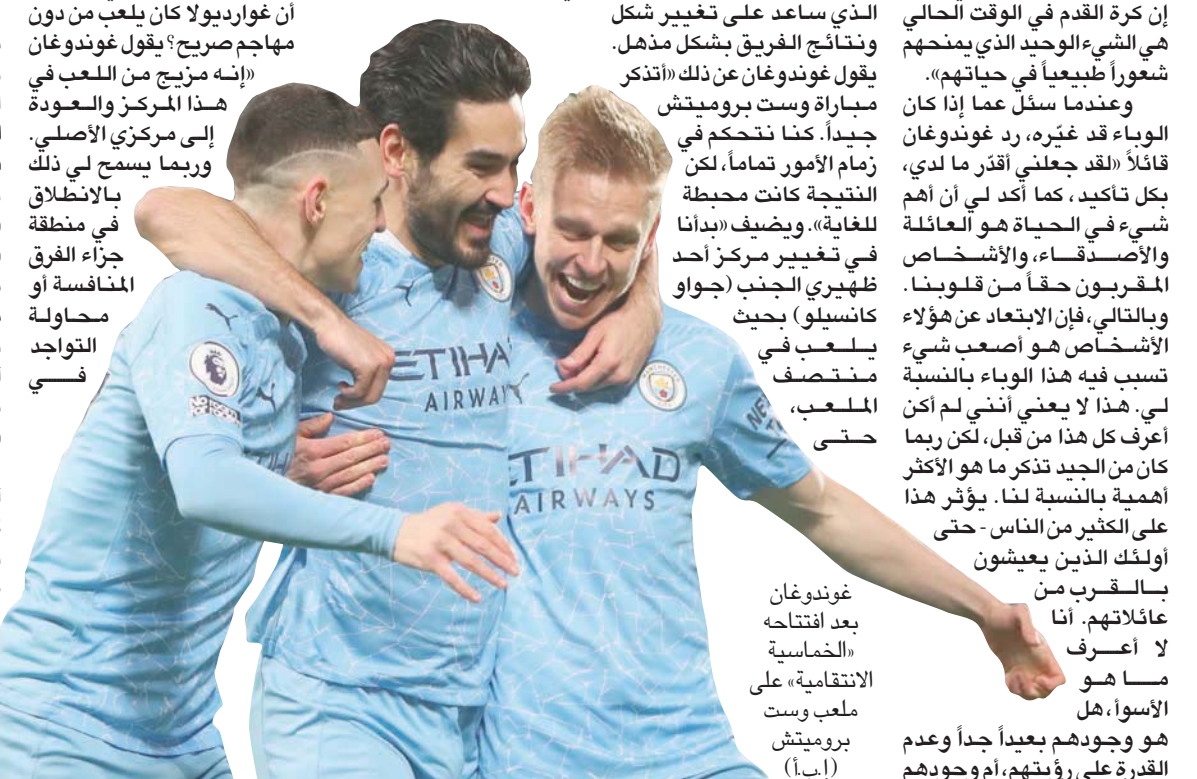 إن كرة القدم في الوقت الحالي
هي الشيء الوحيد الذي يمنحهم
شعوراً طبيعياً في حياتهم».
وعندما سئل عما إذا كان
الوباء قد غيّره، رد غوندوغان
قائلاً «لقد جعلني أقدّر ما لدي،
بكل تأكيد، كما أكد لي أن أهم
شيء في الحياة هو العائلة
والأصدقاء، والأشخاص
المقربون حقاً من قلوبنا.
وبالتالي، فإن الابتعاد عن هؤلاء
الأشخاص هو أصعب شيء
تسبب فيه هذا الوباء بالنسبة
لي. هذا لا يعني أنني لم أكن
أعرف كل هذا من قبل، لكن ربما
كان من الجيد تذكر ما هو الأكثر
أهمية بالنسبة لنا. يؤثر هذا
على الكثير من الناس - حتى
أولئك الذين يعيشون
بالقرب من
عائلاتهم. أنا
لا أعرف
ما هو
الأسوأ، هل
هو وجودهم بعيداً جداً وعدم
القدرة على رؤيتهم، أم وجودهم
الذي ساعد على تغيير شكل
ونتائج الفريق بشكل مذهل.
يقول غوندوغان عن ذلك «أتذكر
مباراة وست بروميتش
جيداً. كنا نتحكم في
زمام الأمور تماماً، لكن
النتيجة كانت محبطة
للغاية». ويضيف «بدأنا
في تغيير مركز أحد
ظهيري الجنب (جواو
كانسيلو) بحيث
يلعب في
منتصف
الملعب،
حتى
أن غوارديولا كان يلعب من دون
مهاجم صريح؟ يقول غوندوغان
«إنه مزيج من اللعب في
هذا المركز والعودة
إلى مركزي الأصلي.
وربما يسمح لي ذلك
بالانطلاق
في منطقة
جزاء الفرق
المنافسة أو
محاولة
التواجد
في
غوندوغان
بعد افتتاحه
«الخماسية
الانتقامية» على
ملعب وست
بروميتش
(إ.ب.أ)
ETIHA
AIRWAY
ETIHAD
AIRWAYS